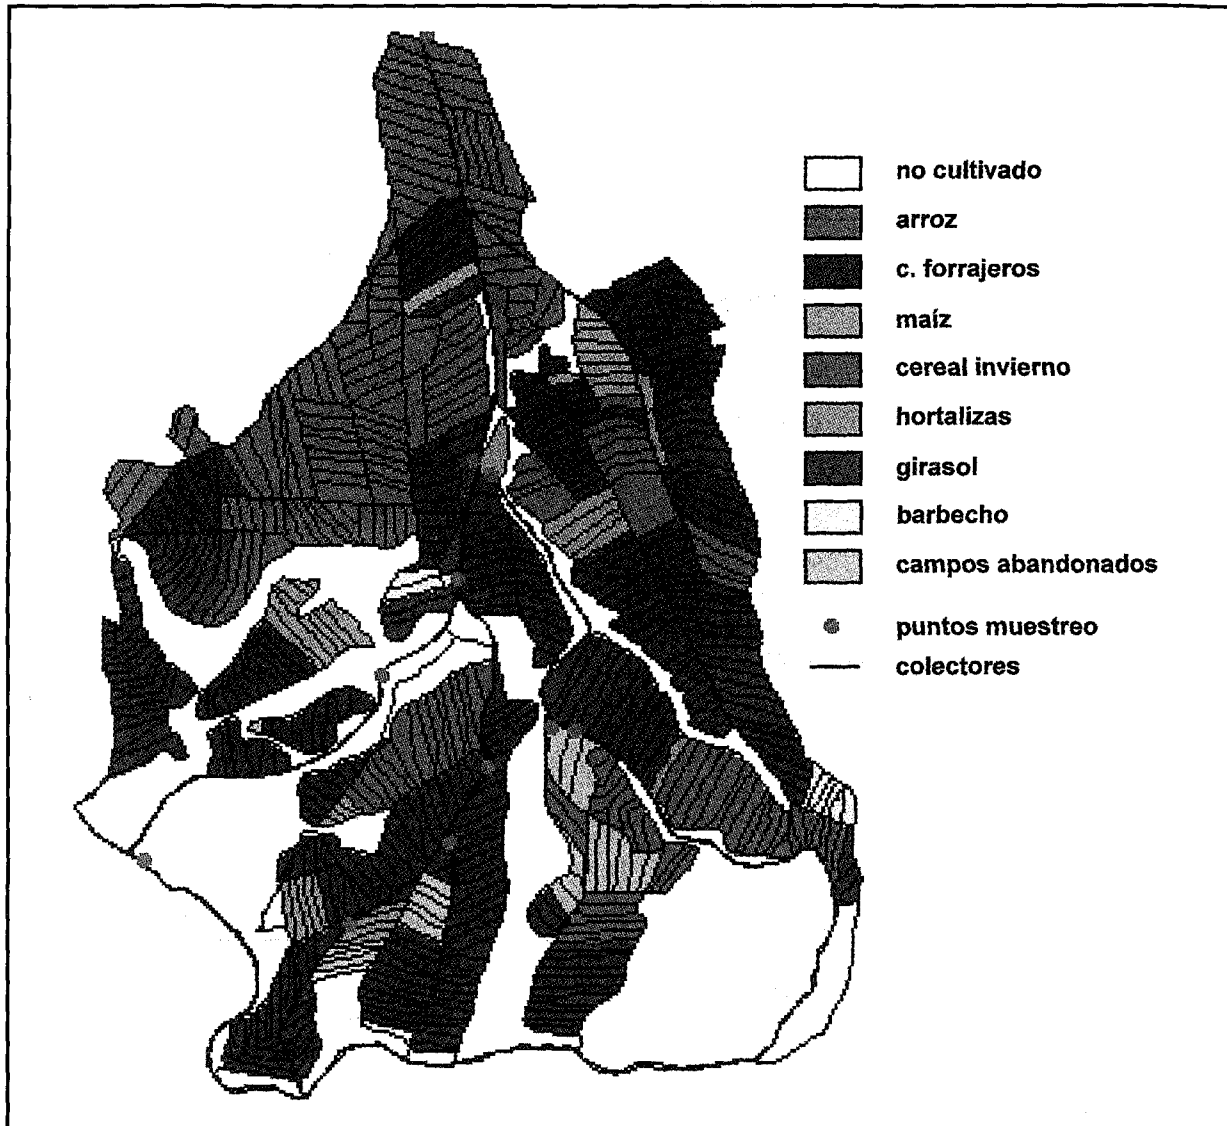 no cultivado
arroz
c. forrajeros
maíz
cereal invierno
hortalizas
girasol
barbecho
campos abandonados
puntos muestreo
colectores